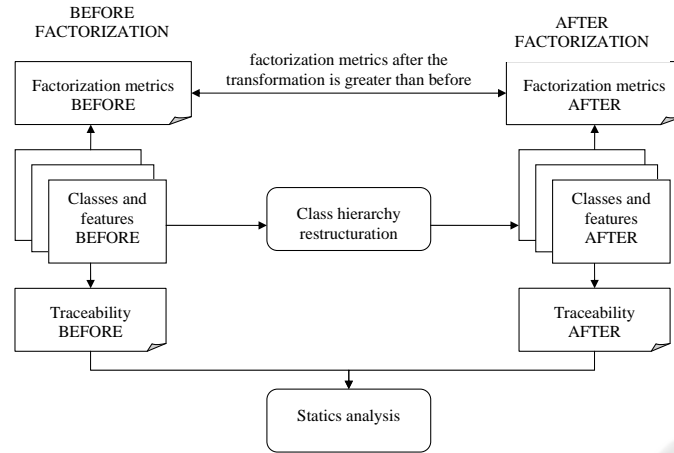 BEFORE
FACTORIZATION
AFTER
FACTORIZATION
factorization metrics after the
transformation is greater than before
Factorization metrics
BEFORE
Factorization metrics
AFTER
Classes and
features
BEFORE
Class hierarchy
restructuration
Classes and
features
AFTER
Traceability
BEFORE
Traceability
AFTER
Statics analysis